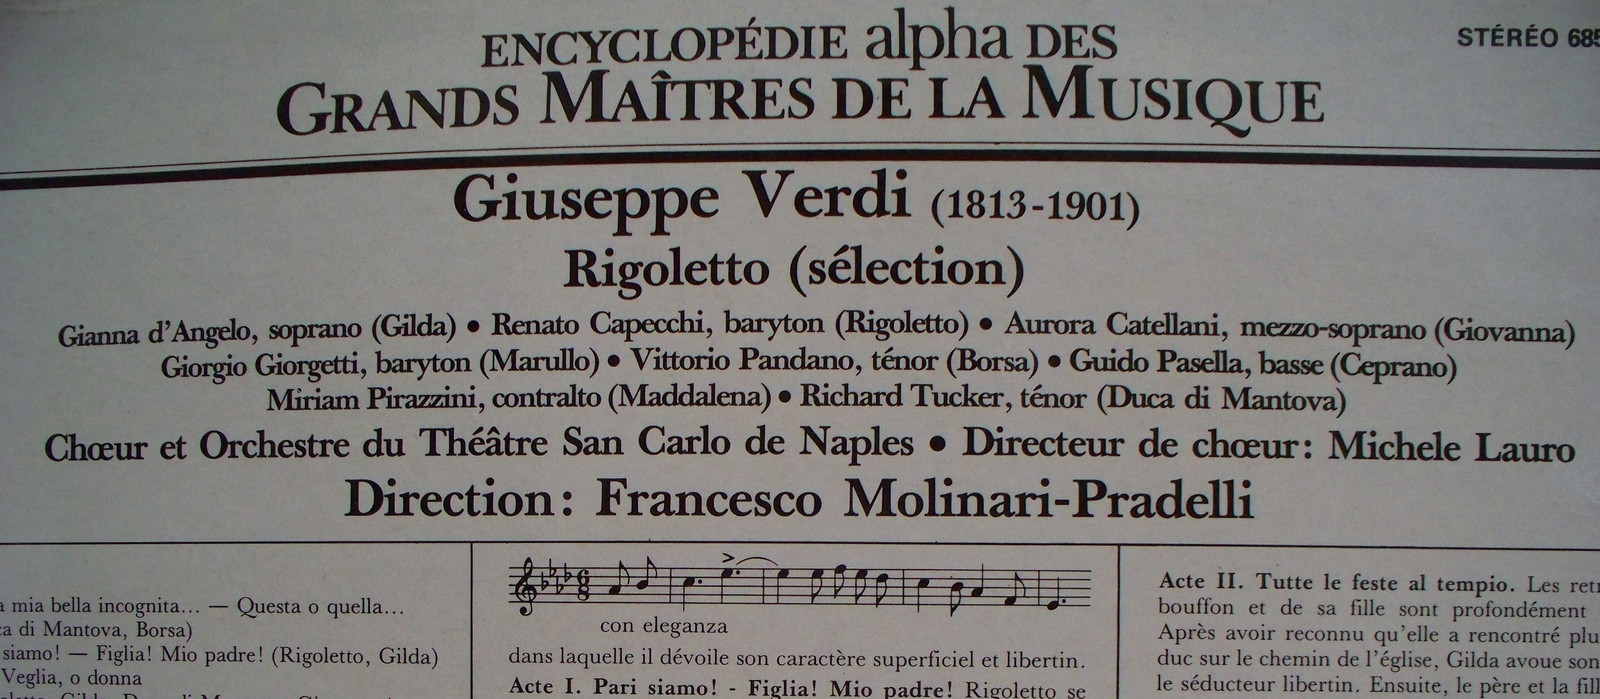 ENCYCLOPÉDIE alpha DES
GRANDS MAÎTRES DE LA MUSIQUE
STÉRÉO 685
Giuseppe Verdi (1813-1901)
Rigoletto (sélection)
Gianna d'Angelo, soprano (Gilda) • Renato Capecchi, baryton (Rigoletto) • Aurora Catellani, mezzo-soprano (Giovanna)
Giorgio Giorgetti, baryton (Marullo) • Vittorio Pandano, ténor (Borsa) • Guido Pasella, basse (Ceprano)
Miriam Pirazzini, contralto (Maddalena) • Richard Tucker, ténor (Duca di Mantova)
Chœur et Orchestre du Théâtre San Carlo de Naples • Directeur de chœur: Michele Lauro
Direction: Francesco Molinari-Pradelli
mia bella incognita... — Questa o quella...
di Mantova, Borsa)
siamo! — Figlia! Mio padre! (Rigoletto, Gilda)
Veglia, o donna
con eleganza
dans laquelle il dévoile son caractère superficiel et libertin.
Acte I. Pari siamo! - Figlia! Mio padre! Rigoletto se
Acte II. Tutte le feste al tempio. Les
bouffon et de sa fille sont profondément
Après avoir reconnu qu'elle a rencontré
duc sur le chemin de l'église, Gilda avoue son
le séducteur libertin. Ensuite, le père et la